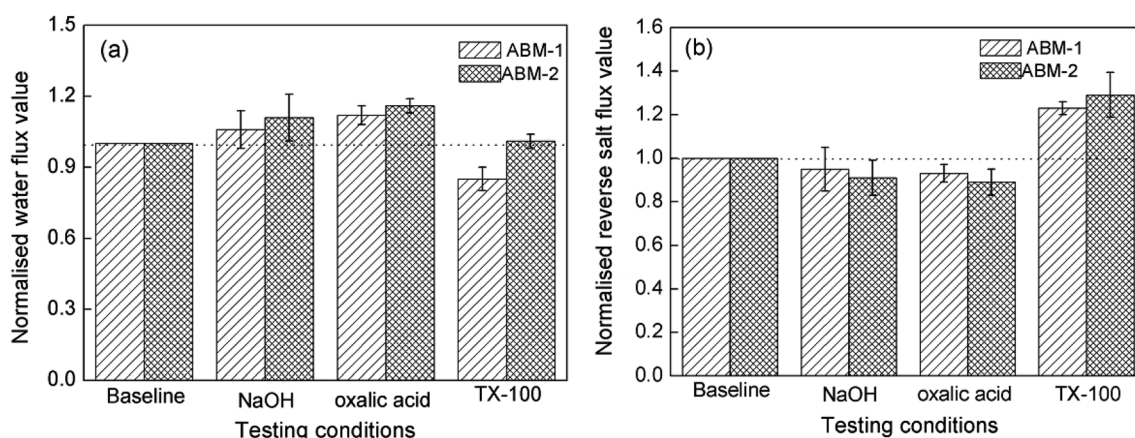 (a)
ABM-1
ABM-2
Normalised water flux value
1.5
1.2
0.9
0.6
0.3
0.0
Baseline
NaOH
oxalic acid
TX-100
Testing conditions
(b)
ABM-1
ABM-2
Normalised reverse salt flux value
1.6
1.4
1.2
1.0
0.8
0.6
0.4
0.2
0.0
Baseline
NaOH
oxalic acid
TX-100
Testing conditions